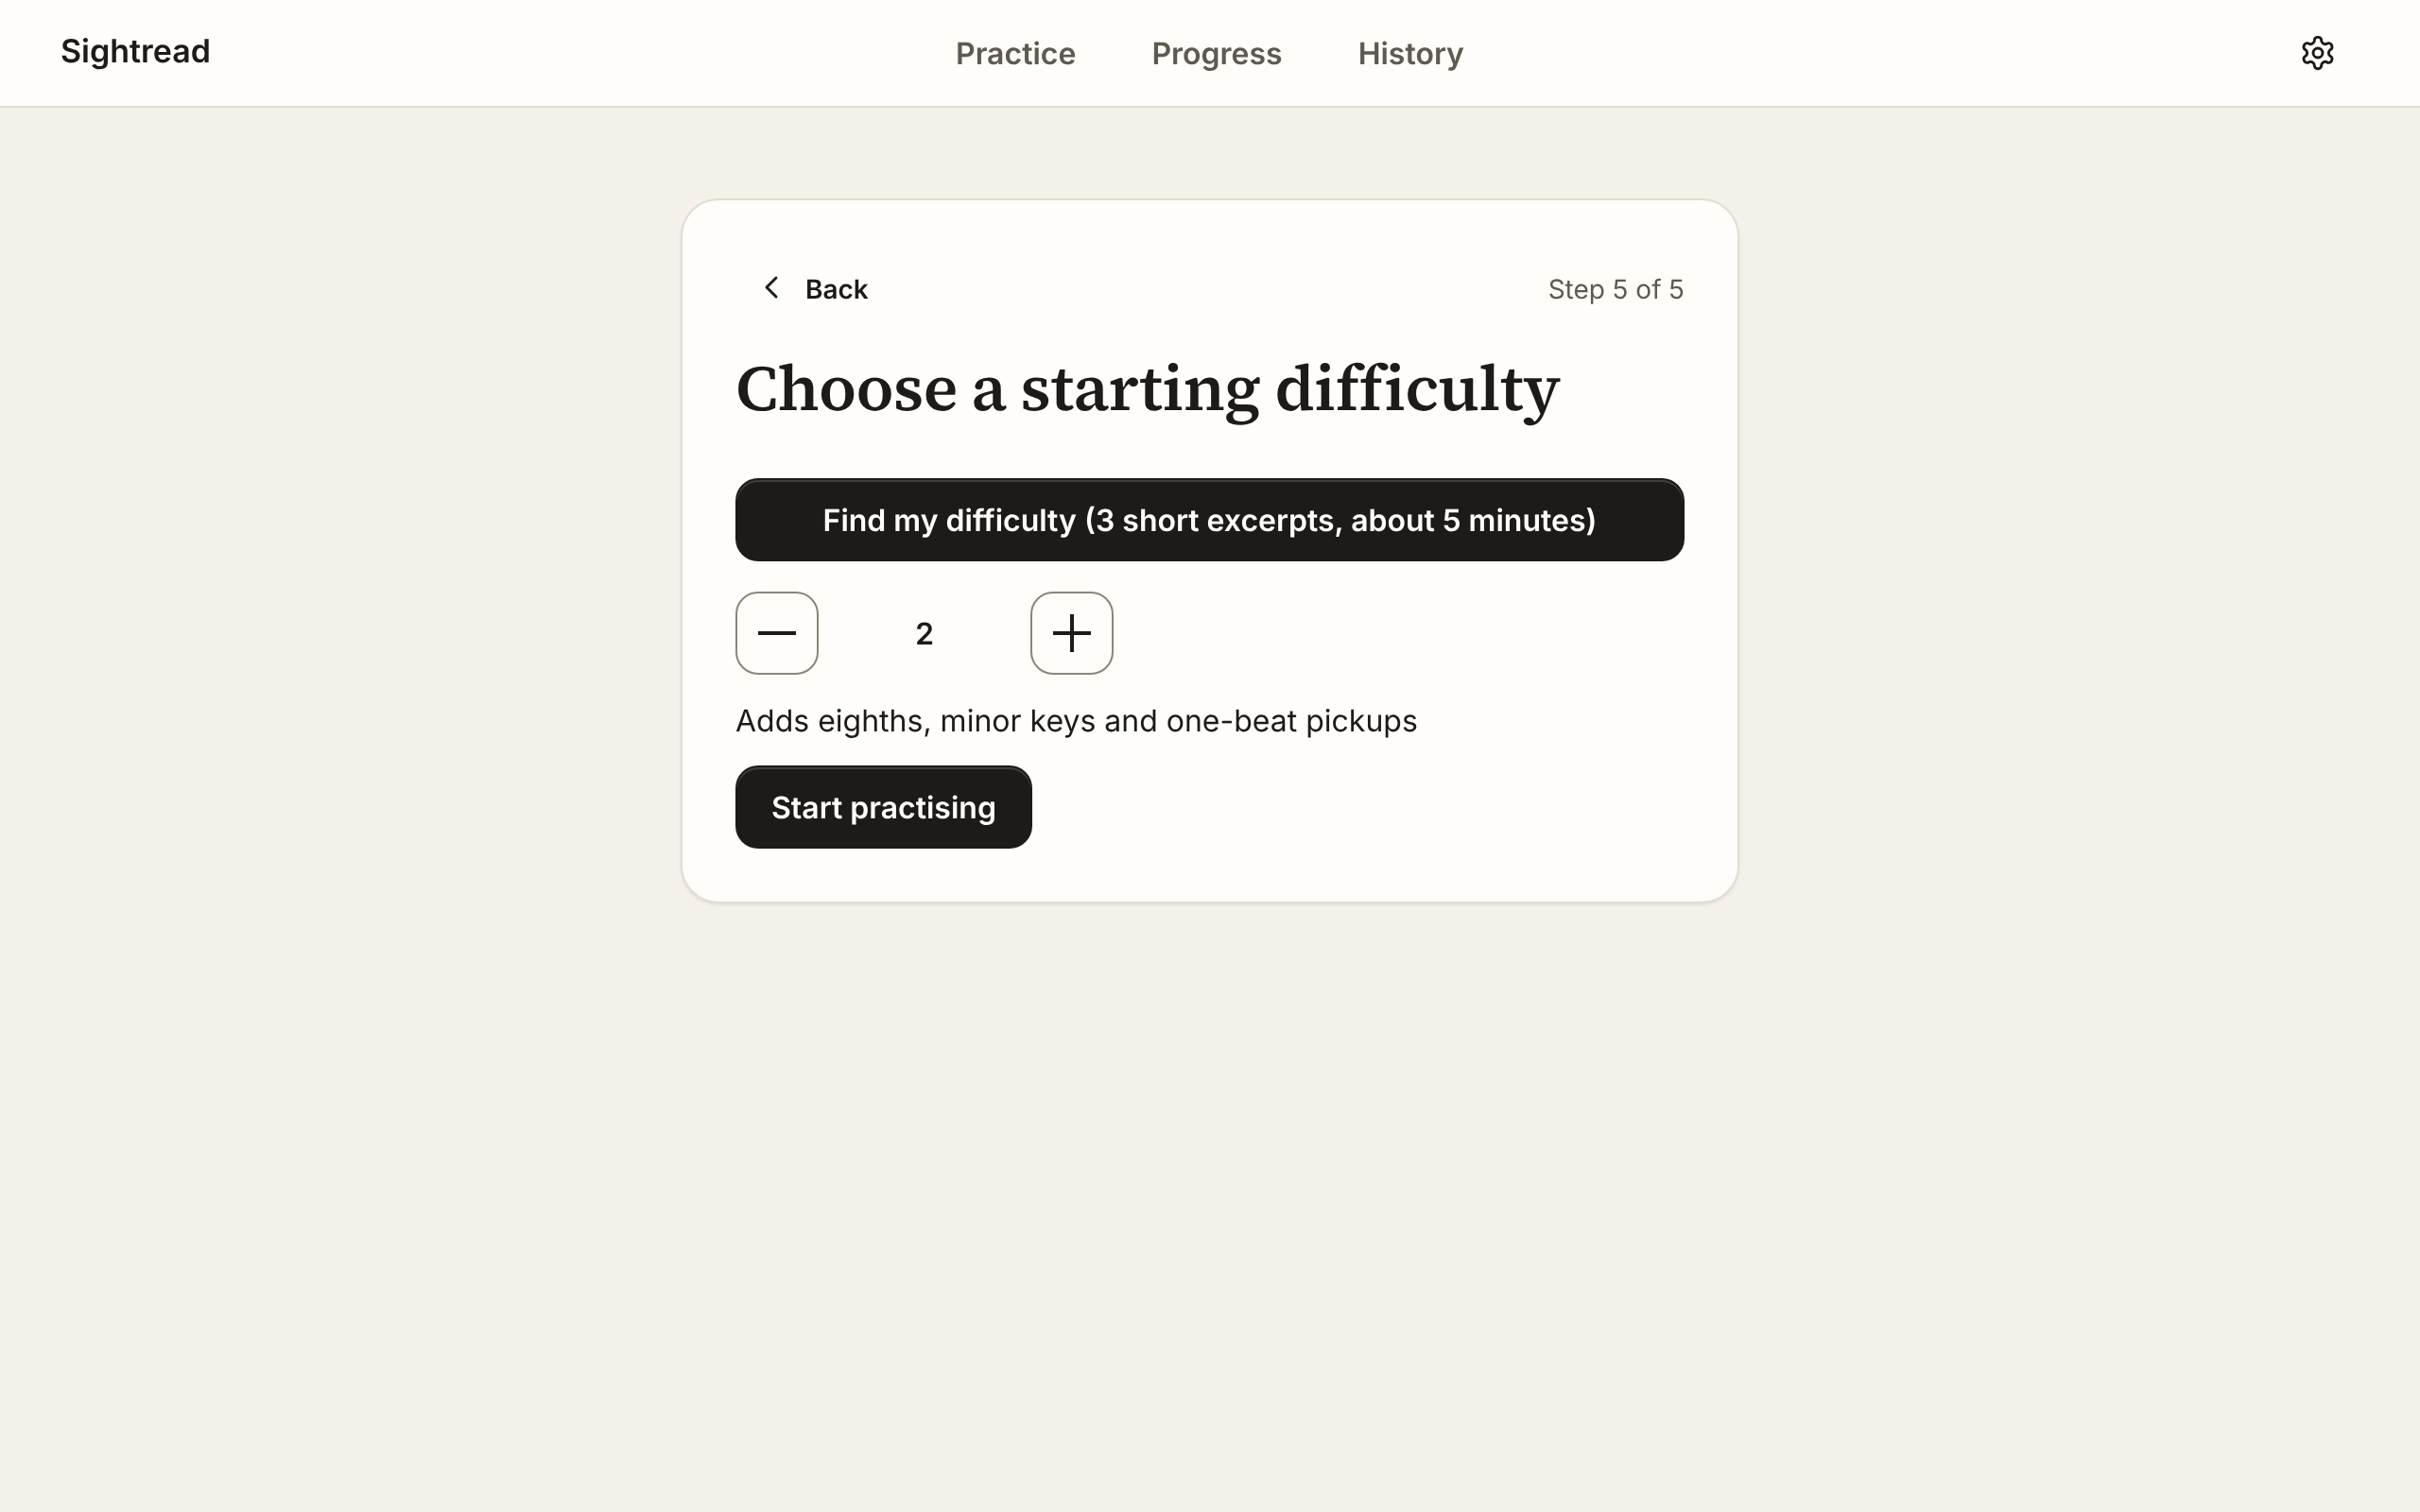 Sightread
Practice Progress History
Back
Step 5 of 5
Choose a starting difficulty
Find my difficulty (3 short excerpts, about 5 minutes)
2
Adds eighths, minor keys and one-beat pickups
Start practising